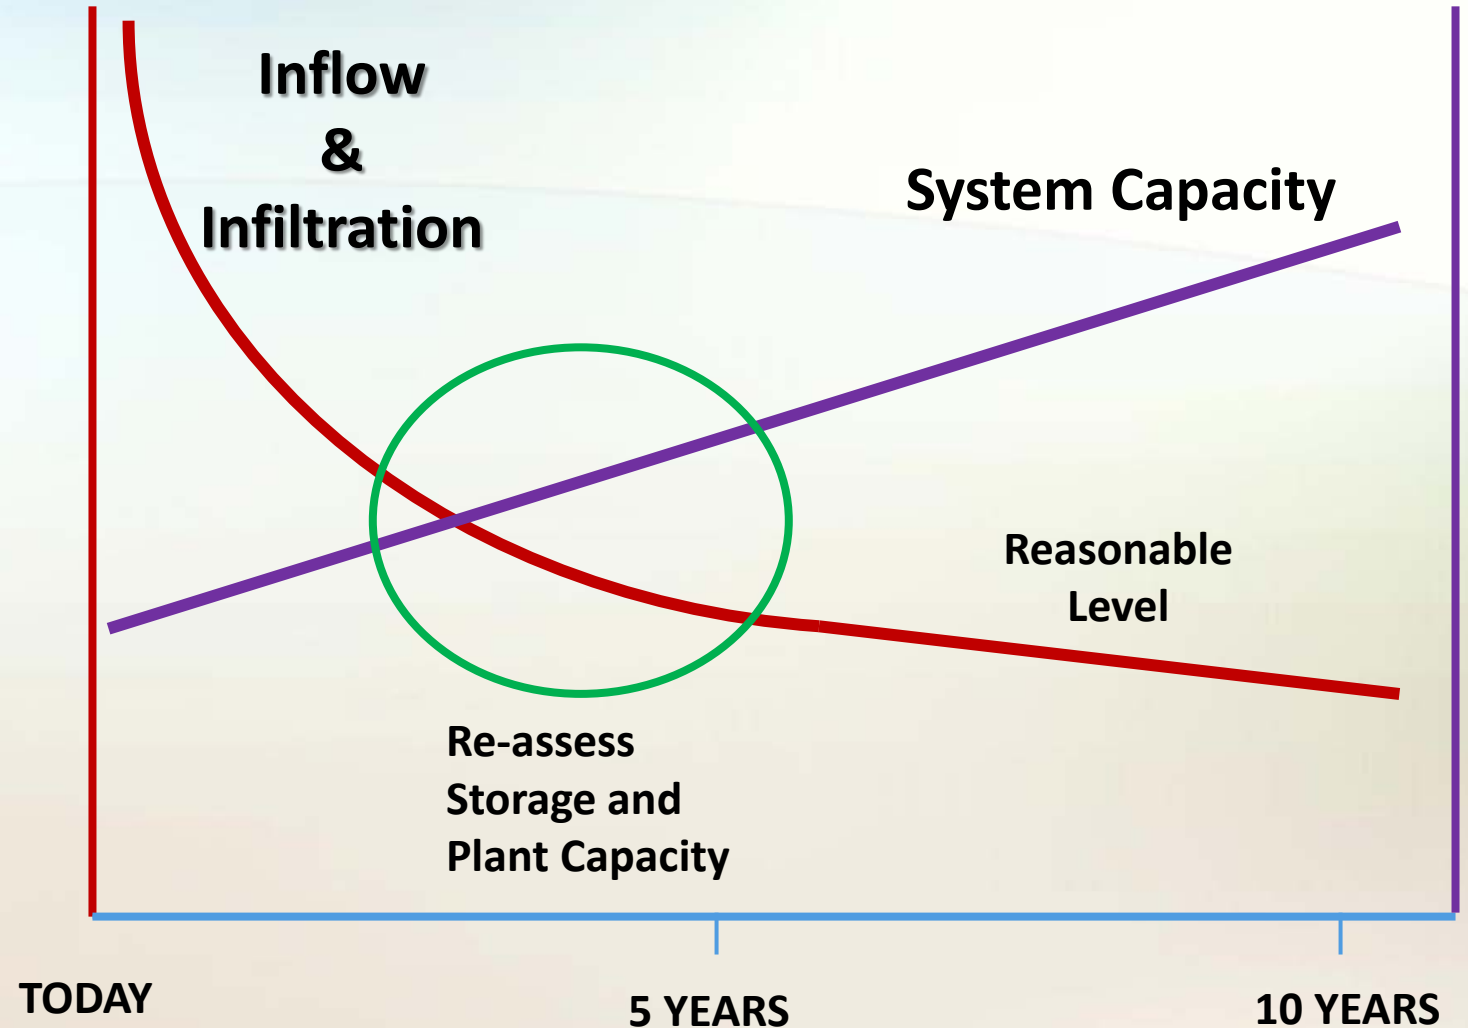 Inflow
&
Infiltration
System Capacity
Reasonable
Level
Re-assess
Storage and
Plant Capacity
TODAY
5 YEARS
10 YEARS